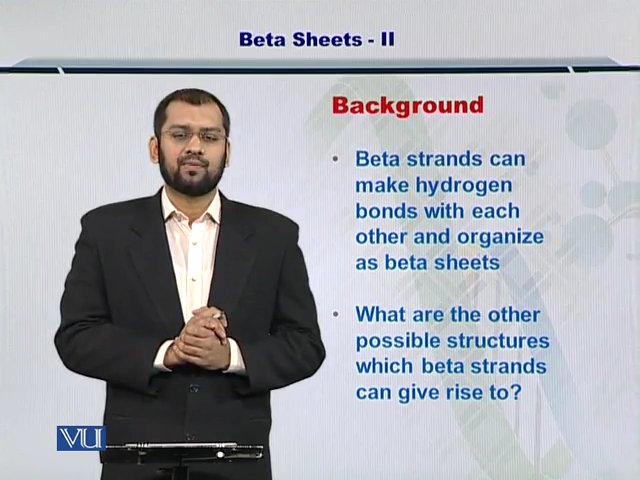 Beta Sheets - II
Background
• Beta strands can
make hydrogen
bonds with each
other and organize
as beta sheets
• What are the other
possible structures
which beta strands
can give rise to?
VU